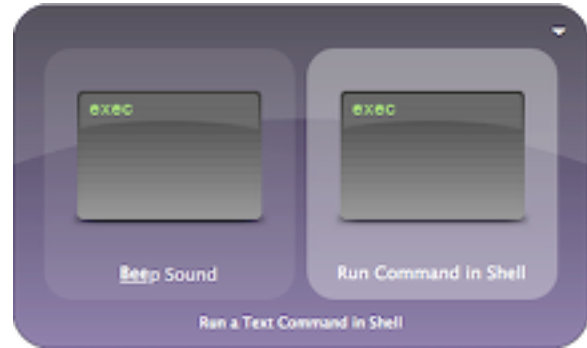 exec
exec
Beep Sound
Run Command in Shell
Run a Text Command in Shell